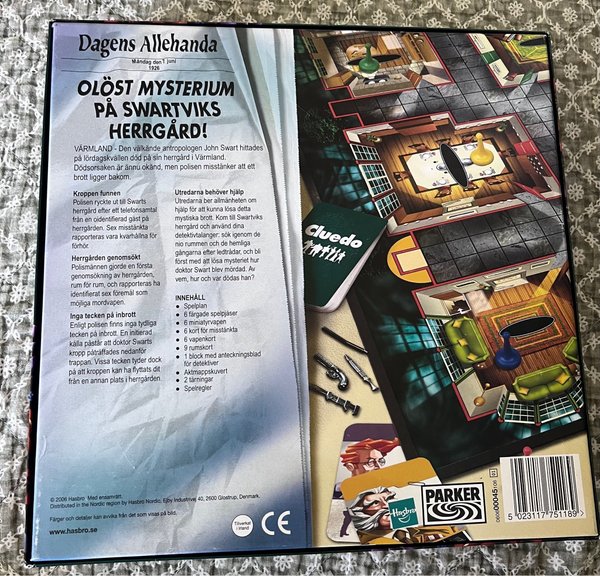 Dagens Allehanda
Måndag den 1 juni
1926
OLÖST MYSTERIUM
PÅ SWARTVIKS
HERRGÅRD!
VÄRMLAND - Den välkände antropologen John Swart hittades
på lördagskvällen död på sin herrgård i Värmland.
Dödsorsaken är ännu okänd, men polisen misstänker att ett
brott ligger bakom.
Kroppen funnen
Polisen ryckte ut till Swarts
herrgård efter ett telefonsamtal
från en oidentifierad gäst på
herrgården. Sex misstänkta
rapporteras vara kvarhållna för
förhör.
Herrgården genomsökt
Polismännen gjorde en första
genomsökning av herrgården,
rum för rum, och rapporteras ha
identifierat sex föremål som
möjliga mordvapen.
Inga tecken på inbrott
Enligt polisen finns inga tydliga
tecken på inbrott. En initierad
källa påstår att doktor Swarts
kropp påträffades nedanför
trappan. Vissa tecken tyder dock
på att kroppen kan ha flyttats dit
från en annan plats i herrgården.
Utredarna behöver hjälp
Utredarna ber allmänheten om
hjälp för att kunna lösa detta
mystiska brott. Kom till Swartviks
herrgård och använd dina
detektivtalanger; sök igenom de
nio rummen och de hemliga
gångarna efter ledtrådar, och bli
först med att lösa mysteriet hur
doktor Swart blev mördad. Av
vem, hur och var dödas han?
INNEHÅLL
• Spelplan
• 6 färgade spelpjäser
• 6 miniatyrvapen
• 6 kort för misstänkta
• 6 vapenkort
• 9 rumskort
• 1 block med anteckningsblad
för detektiver
• Aktmappskuvert
• 2 tärningar
• Spelregler
Cluedo
© 2006 Hasbro. Med ensamrätt.
Distributed in the Nordic region by Hasbro Nordic, Ejby Industrivej 40, 2600 Glostrup, Denmark.
Färger och detaljer kan avvika från det som visas på bild.
www.hasbro.se
Tillverkat
i Irland
CE
Hasbro
PARKER
5 023117 751189 >